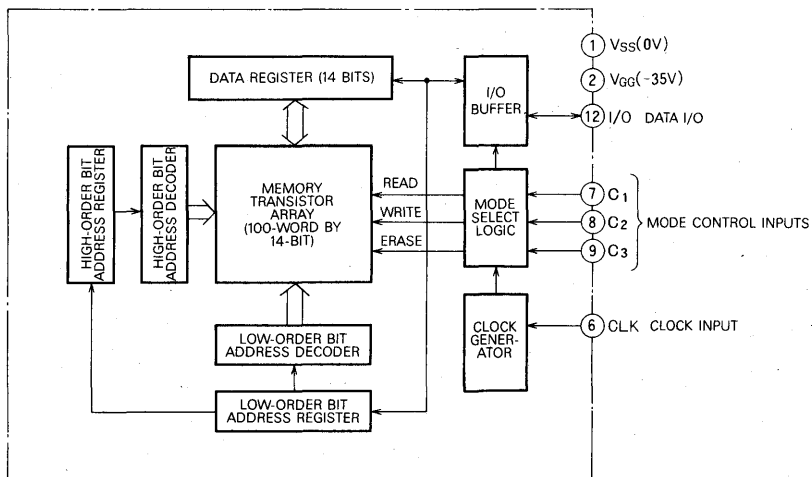 DATA REGISTER (14 BITS)
I/O
BUFFER
1 VSS(0V)
2 VGG(-35V)
12 I/O DATA I/O
HIGH-ORDER BIT
ADDRESS REGISTER
HIGH-ORDER BIT
ADDRESS DECODER
MEMORY
TRANSISTOR
ARRAY
(100-WORD BY
14-BIT)
READ
WRITE
ERASE
MODE
SELECT
LOGIC
7 C1
8 C2
9 C3
MODE CONTROL INPUTS
LOW-ORDER BIT
ADDRESS DECODER
CLOCK
GENER-
ATOR
6 CLK CLOCK INPUT
LOW-ORDER BIT
ADDRESS REGISTER